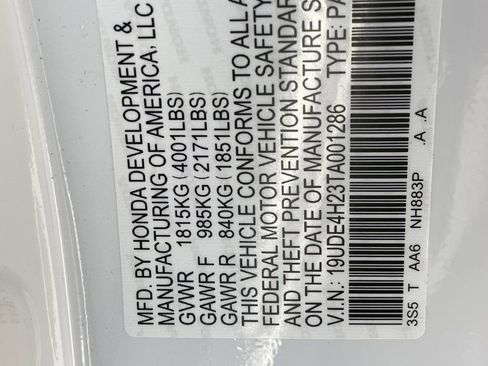 MFD. BY HONDA DEVELOPMENT &
MANUFACTURING OF AMERICA, LLC
GVWR 1815KG (4001LBS)
GAWR F 985KG (2171LBS)
GAWR R 840KG (1851LBS)
THIS VEHICLE CONFORMS TO ALL A
FEDERAL MOTOR VEHICLE SAFETY
AND THEFT PREVENTION STANDAR
ON THE DATE OF MANUFACTURE S
V.I.N.: 19UDE4H23TA001286 TYPE: PA
3S5 T AA6 NH883P .A .A